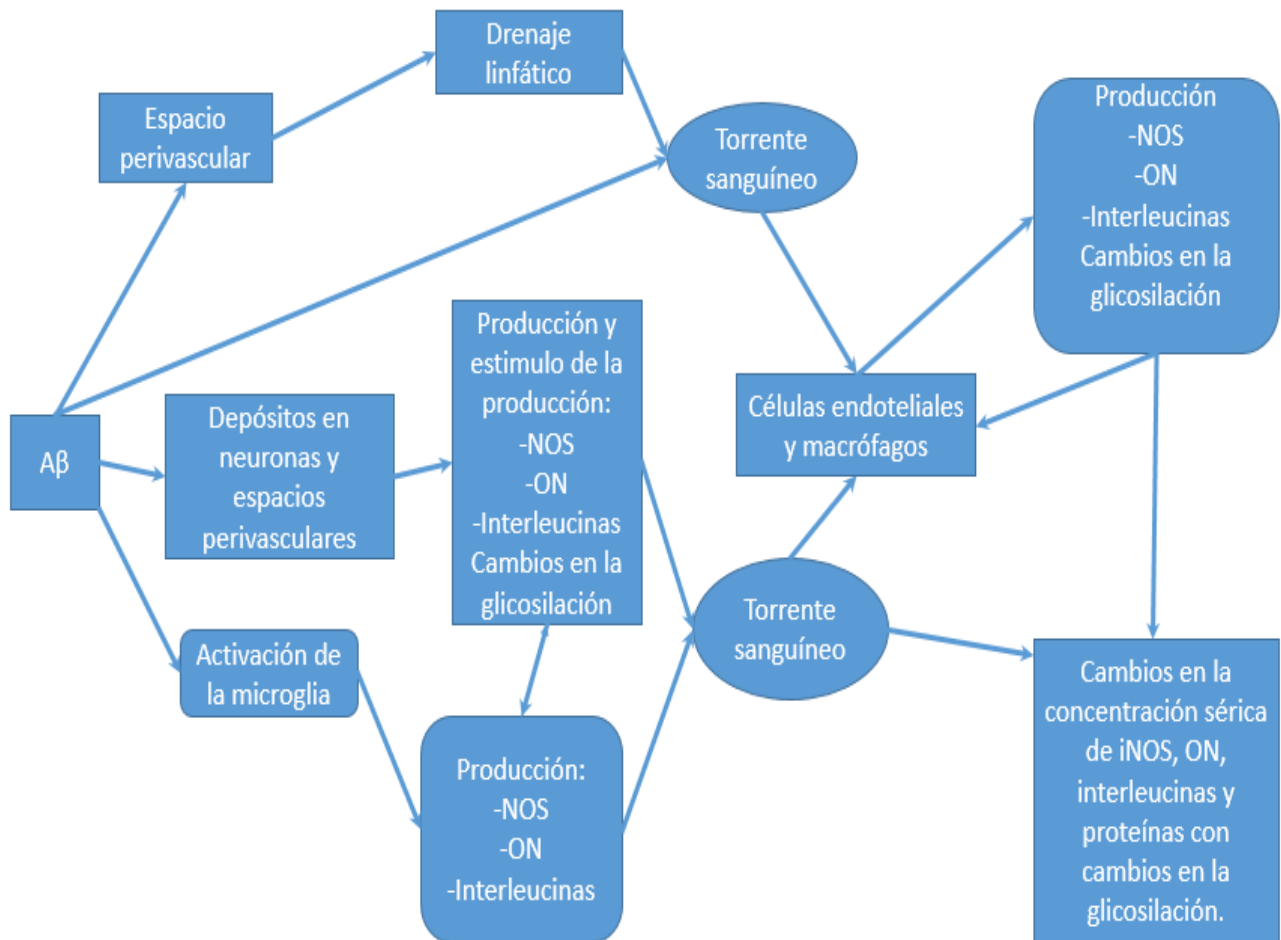 Drenaje
linfático
Espacio
perivascular
Torrente
sanguíneo
Producción
-NOS
-ON
-Interleucinas
Cambios en la
glicosilación
Aβ
Depósitos en
neuronas y
espacios
perivasculares
Producción y
estimulo de la
producción:
-NOS
-ON
-Interleucinas
Cambios en la
glicosilación
Células endoteliales
y macrófagos
Activación de
la microglia
Producción:
-NOS
-ON
-Interleucinas
Torrente
sanguíneo
Cambios en la
concentración sérica
de iNOS, ON,
interleucinas y
proteínas con
cambios en la
glicosilación.